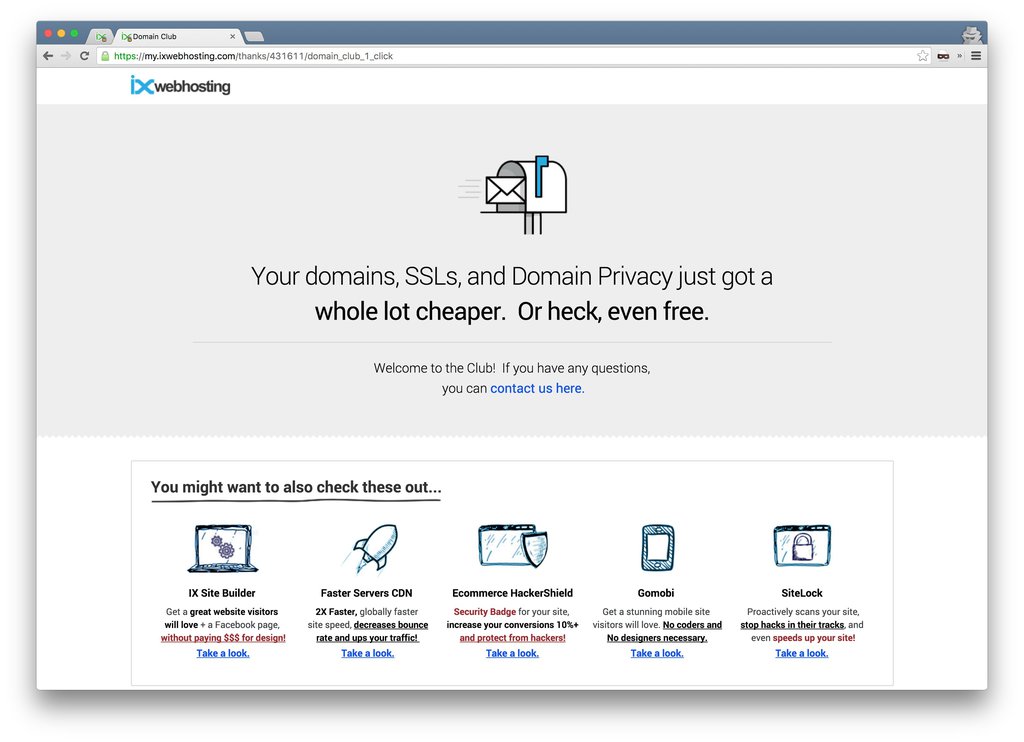 Domain Club
https://my.ixwebhosting.com/thanks/431611/domain_club_1_click
ixwebhosting
Your domains, SSLs, and Domain Privacy just got a
whole lot cheaper. Or heck, even free.
Welcome to the Club! If you have any questions,
you can contact us here.
You might want to also check these out...
IX Site Builder
Get a great website visitors
will love + a Facebook page,
without paying $$$ for design!
Take a look.
Faster Servers CDN
2X Faster, globally faster
site speed, decreases bounce
rate and ups your traffic!
Take a look.
Ecommerce HackerShield
Security Badge for your site,
increase your conversions 10%+
and protect from hackers!
Take a look.
Gomobi
Get a stunning mobile site
visitors will love. No coders and
No designers necessary.
Take a look.
SiteLock
Proactively scans your site,
stop hacks in their tracks, and
even speeds up your site!
Take a look.